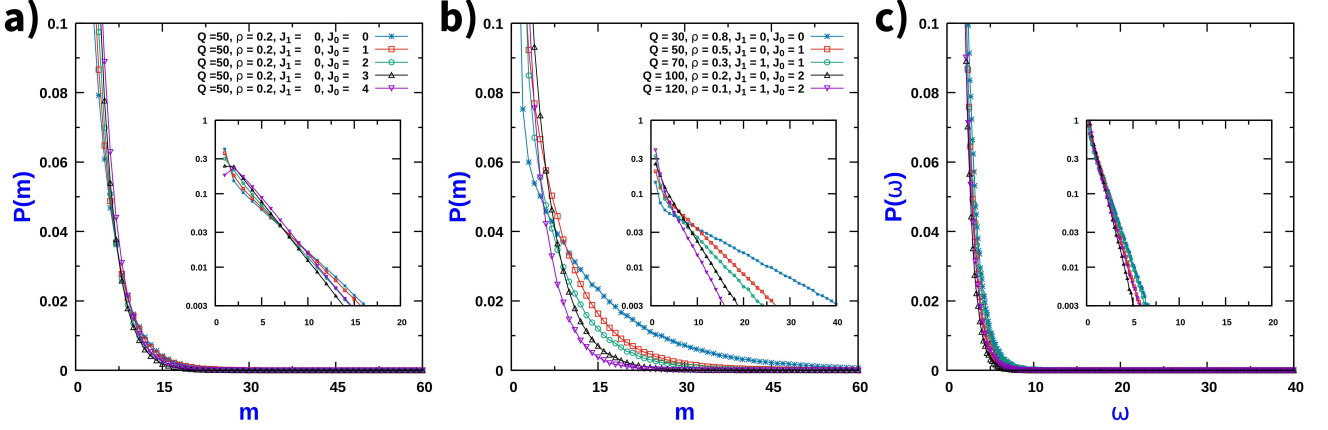 a)
P(m)
0.1
0.08
0.06
0.04
0.02
0
Q =50, ρ = 0.2, J₁ = 0, J₀ = 0
Q =50, ρ = 0.2, J₁ = 0, J₀ = 1
Q =50, ρ = 0.2, J₁ = 0, J₀ = 2
Q =50, ρ = 0.2, J₁ = 0, J₀ = 3
Q =50, ρ = 0.2, J₁ = 0, J₀ = 4
1
0.3
0.1
0.03
0.01
0.003
0 5 10 15 20
0 15 30 45 60
m
b)
P(m)
0.1
0.08
0.06
0.04
0.02
0
Q = 30, ρ = 0.8, J₁ = 0, J₀ = 0
Q = 50, ρ = 0.5, J₁ = 0, J₀ = 1
Q = 70, ρ = 0.3, J₁ = 1, J₀ = 1
Q = 100, ρ = 0.2, J₁ = 0, J₀ = 2
Q = 120, ρ = 0.1, J₁ = 1, J₀ = 2
1
0.3
0.1
0.03
0.01
0.003
0 10 20 30 40
0 15 30 45 60
m
c)
P(ω)
0.1
0.08
0.06
0.04
0.02
0
1
0.3
0.1
0.03
0.01
0.003
0 5 10 15 20
0 10 20 30 40
ω